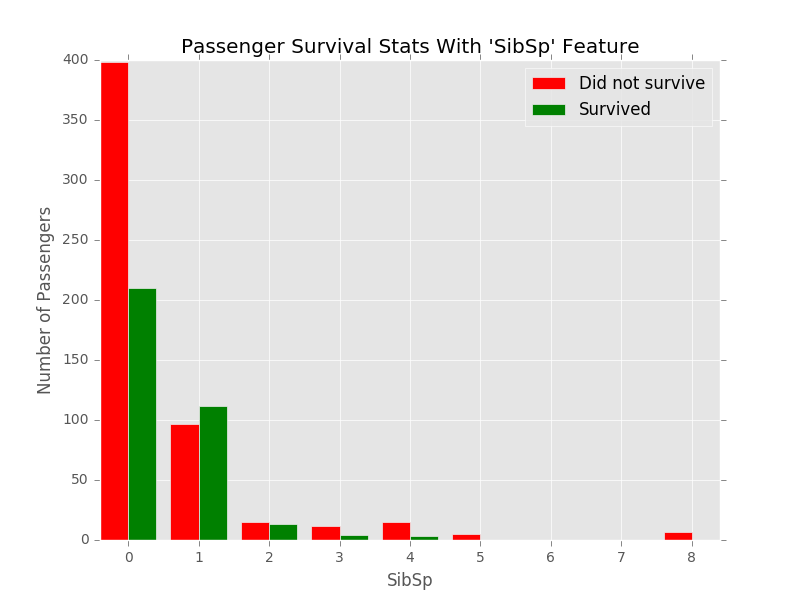 Passenger Survival Stats With 'SibSp' Feature
Did not survive
Survived
Number of Passengers
400
350
300
250
200
150
100
50
0
0 1 2 3 4 5 6 7 8
SibSp